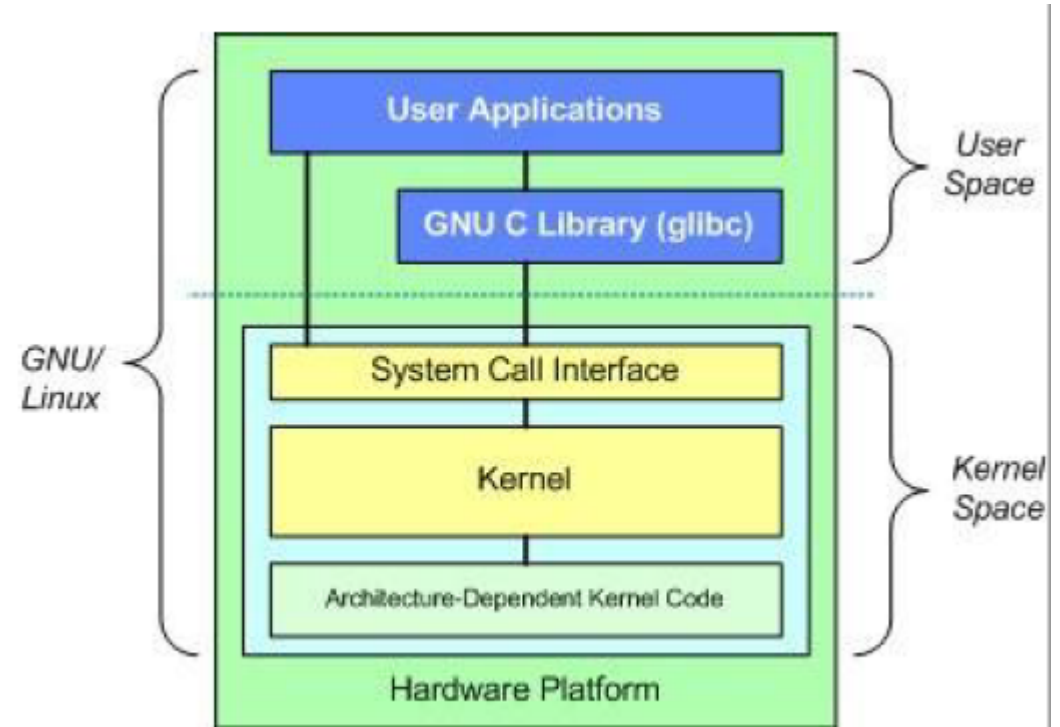 User Applications
User
Space
GNU C Library (glibc)
GNU/
Linux
System Call Interface
Kernel
Kernel
Space
Architecture-Dependent Kernel Code
Hardware Platform